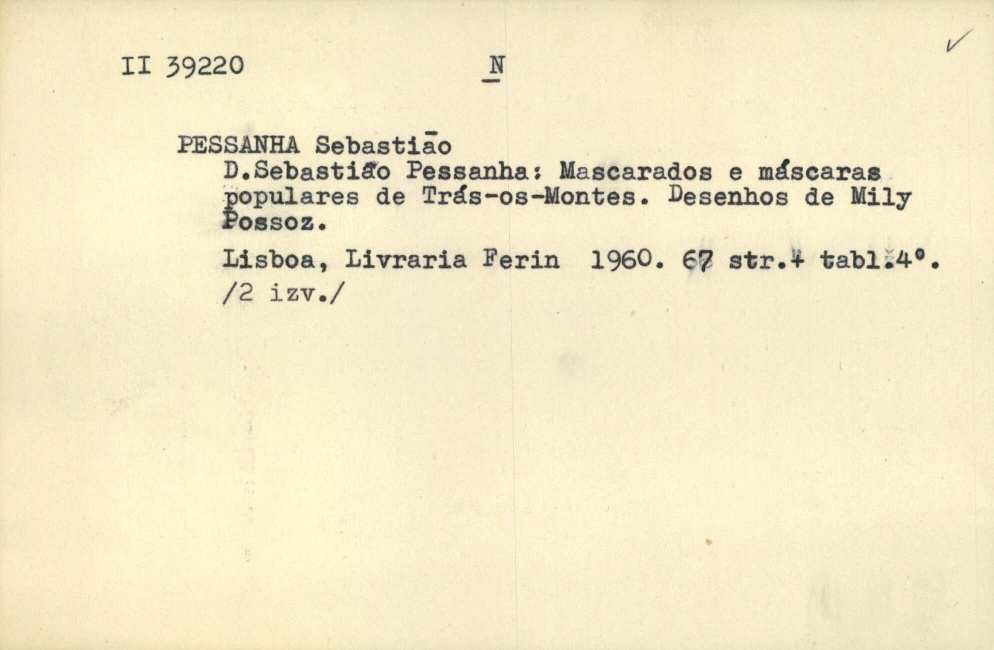 II 39220 N
PESSANHA Sebastião
D.Sebastião Pessanha: Mascarados e máscaras
populares de Trás-os-Montes. Desenhos de Mily
Possoz.
Lisboa, Livraria Ferin 1960. 67 str.+ tabl.4°.
/2 izv./